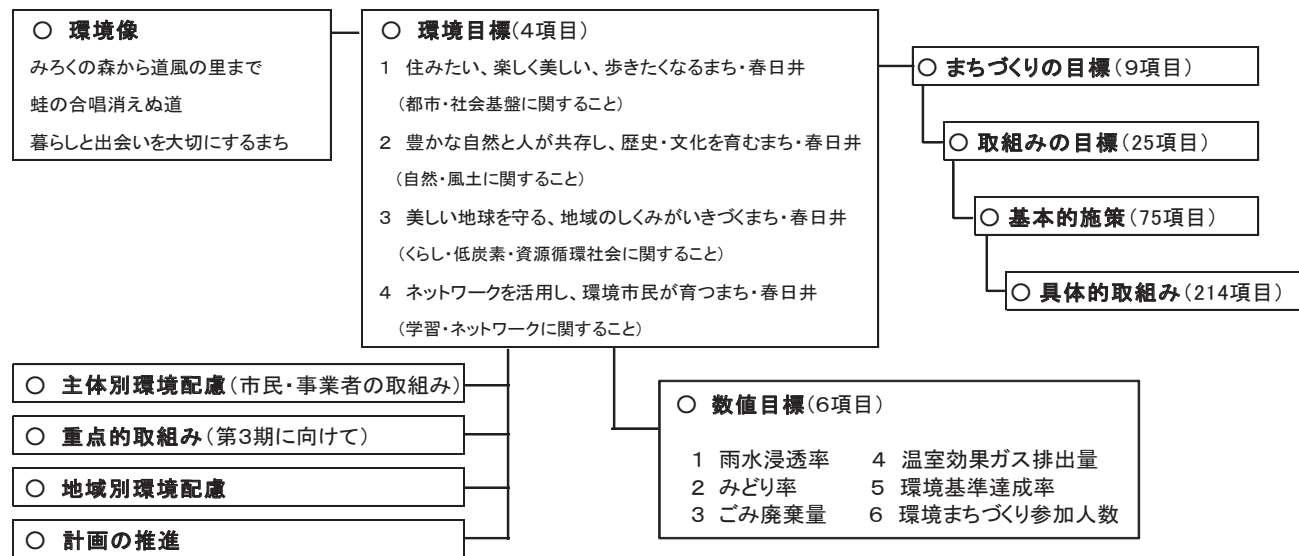 ○ 環境像
みろくの森から道風の里まで
蛙の合唱消えぬ道
暮らしと出会いを大切にするまち
○ 環境目標(4項目)
1 住みたい、楽しく美しい、歩きたくなるまち・春日井
(都市・社会基盤に関すること)
2 豊かな自然と人が共存し、歴史・文化を育むまち・春日井
(自然・風土に関すること)
3 美しい地球を守る、地域のしくみがいきづくまち・春日井
(くらし・低炭素・資源循環社会に関すること)
4 ネットワークを活用し、環境市民が育つまち・春日井
(学習・ネットワークに関すること)
○ まちづくりの目標(9項目)
○ 取組みの目標(25項目)
○ 基本的施策(75項目)
○ 具体的取組み(214項目)
○ 主体別環境配慮(市民・事業者の取組み)
○ 重点的取組み(第3期に向けて)
○ 地域別環境配慮
○ 計画の推進
○ 数値目標(6項目)
1 雨水浸透率 4 温室効果ガス排出量
2 みどり率 5 環境基準達成率
3 ごみ廃棄量 6 環境まちづくり参加人数